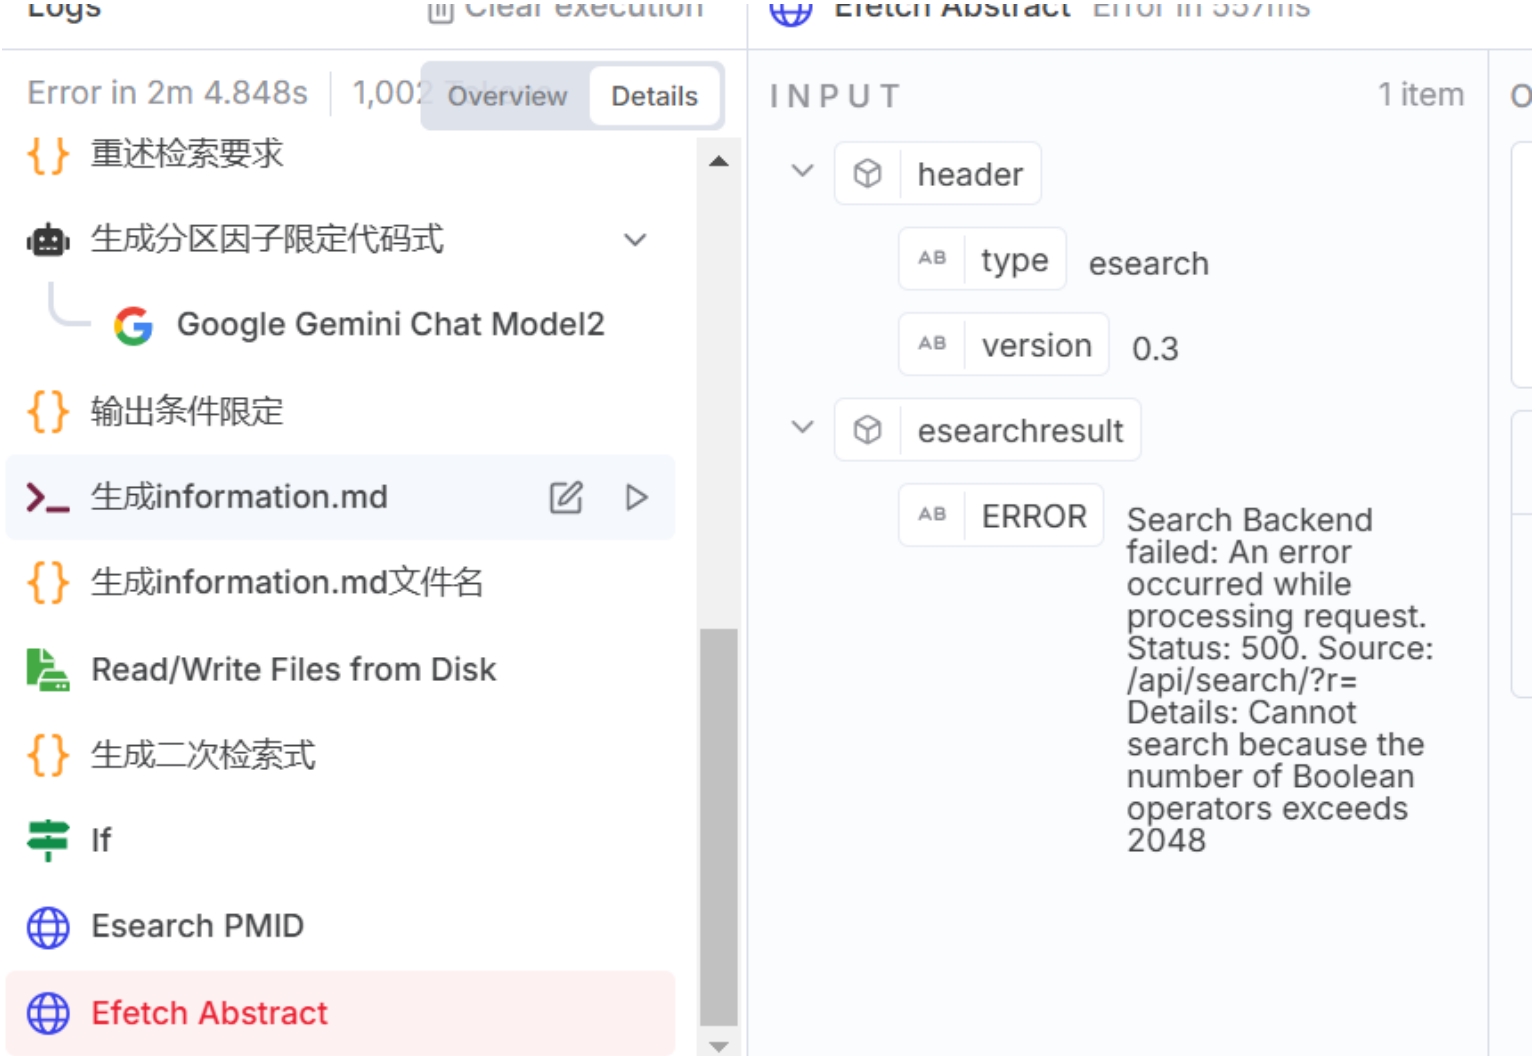 Logs
Clear execution
Error in 2m 4.848s
1,002 Tokens
Overview
Details
重述检索要求
生成分区因子限定代码式
Google Gemini Chat Model2
输出条件限定
生成information.md
生成information.md文件名
Read/Write Files from Disk
生成二次检索式
If
Esearch PMID
Efetch Abstract
Efetch Abstract Error in 557ms
INPUT
1 item
header
AB type esearch
AB version 0.3
esearchresult
AB ERROR
Search Backend
failed: An error
occurred while
processing request.
Status: 500. Source:
/api/search/?r=
Details: Cannot
search because the
number of Boolean
operators exceeds
2048